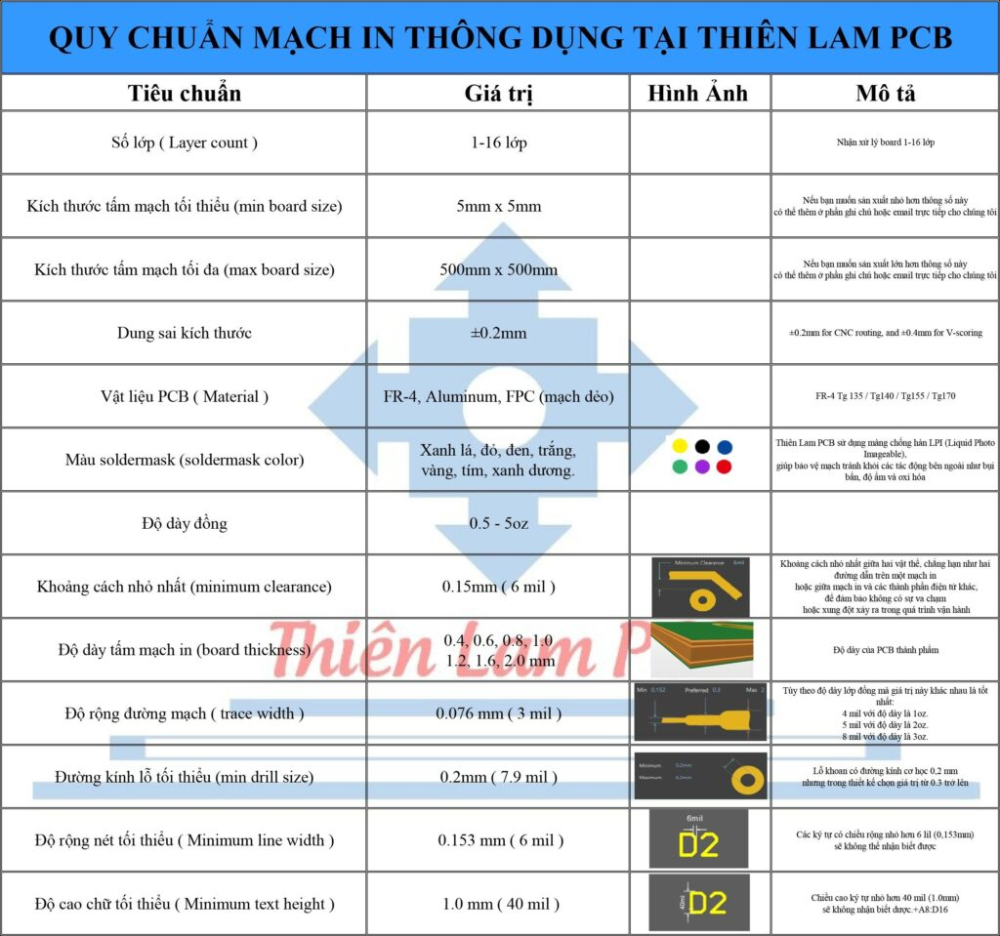 QUY CHUẨN MẠCH IN THÔNG DỤNG TẠI THIÊN LAM PCB
Tiêu chuẩn
Giá trị
Hình Ảnh
Mô tả
Số lớp ( Layer count )
1-16 lớp
Nhận xử lý board 1-16 lớp
Kích thước tấm mạch tối thiểu (min board size)
5mm x 5mm
Nếu bạn muốn sản xuất nhỏ hơn thông số này
có thể thêm ở phần ghi chú hoặc email trực tiếp cho chúng tôi
Kích thước tấm mạch tối đa (max board size)
500mm x 500mm
Nếu bạn muốn sản xuất lớn hơn thông số này
có thể thêm ở phần ghi chú hoặc email trực tiếp cho chúng tôi
Dung sai kích thước
±0.2mm
±0.2mm for CNC routing, and ±0.4mm for V-scoring
Vật liệu PCB ( Material )
FR-4, Aluminum, FPC (mạch dẻo)
FR-4 Tg 135 / Tg140 / Tg155 / Tg170
Màu soldermask (soldermask color)
Xanh lá, đỏ, đen, trắng,
vàng, tím, xanh dương.
Thiên Lam PCB sử dụng màng chống hàn LPI (Liquid Photo
Imageable),
giúp bảo vệ mạch tránh khỏi các tác động bên ngoài như bụi
bẩn, độ ẩm và oxi hóa
Độ dày đồng
0.5 - 5oz
Khoảng cách nhỏ nhất (minimum clearance)
0.15mm ( 6 mil )
Minimum Clearance 6mil
Khoảng cách nhỏ nhất giữa hai vật thể, chẳng hạn như hai
đường dẫn trên một mạch in
hoặc giữa mạch in và các thành phần điện tử khác,
để đảm bảo không có sự va chạm
hoặc xung đột xảy ra trong quá trình vận hành
Thiên Lam P
Độ dày tấm mạch in (board thickness)
0.4, 0.6, 0.8, 1.0
1.2, 1.6, 2.0 mm
Độ dày của PCB thành phẩm
Độ rộng đường mạch ( trace width )
0.076 mm ( 3 mil )
Min 0.152 Preferred 0.3 Max 2
Tùy theo độ dày lớp đồng mà giá trị này khác nhau là tốt
nhất:
4 mil với độ dày là 1oz.
5 mil với độ dày là 2oz.
8 mil với độ dày là 3oz.
Đường kính lỗ tối thiểu (min drill size)
0.2mm ( 7.9 mil )
Minimum 0.2mm
Maximum 6.3mm
Lỗ khoan có đường kính cơ học 0,2 mm
nhưng trong thiết kế chọn giá trị từ 0.3 trở lên
Độ rộng nét tối thiểu ( Minimum line width )
0.153 mm ( 6 mil )
6mil
D2
Các ký tự có chiều rộng nhỏ hơn 6 lil (0,153mm)
sẽ không thể nhận biết được
Độ cao chữ tối thiểu ( Minimum text height )
1.0 mm ( 40 mil )
40mil
D2
Chiều cao ký tự nhỏ hơn 40 mil (1.0mm)
sẽ không nhận biết dược.+A8:D16